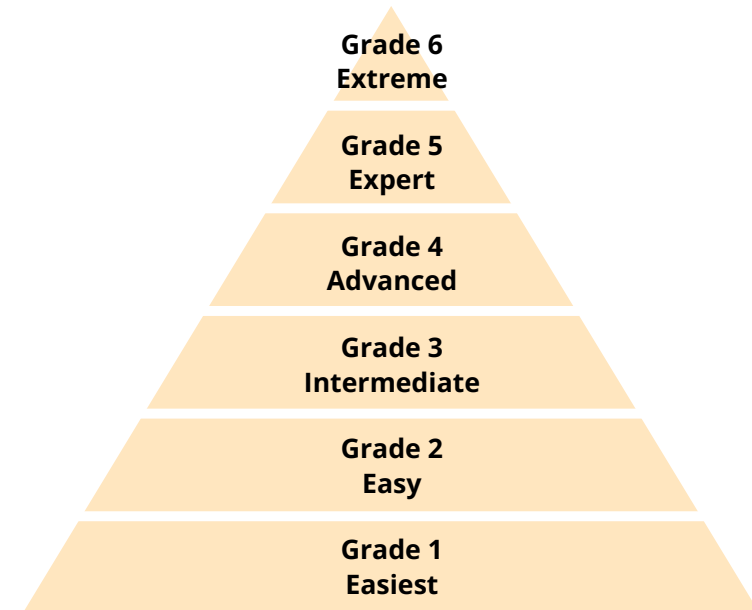 Grade 6
Extreme
Grade 5
Expert
Grade 4
Advanced
Grade 3
Intermediate
Grade 2
Easy
Grade 1
Easiest